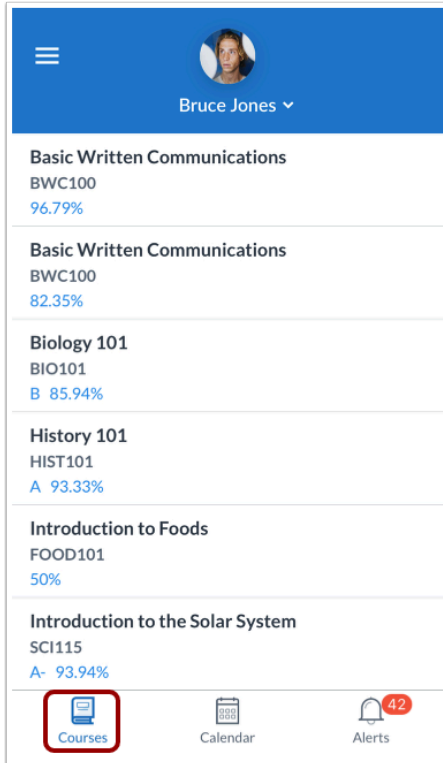 Bruce Jones
Basic Written Communications
BWC100
96.79%
Basic Written Communications
BWC100
82.35%
Biology 101
BIO101
B 85.94%
History 101
HIST101
A 93.33%
Introduction to Foods
FOOD101
50%
Introduction to the Solar System
SCI115
A- 93.94%
42
Courses Calendar Alerts